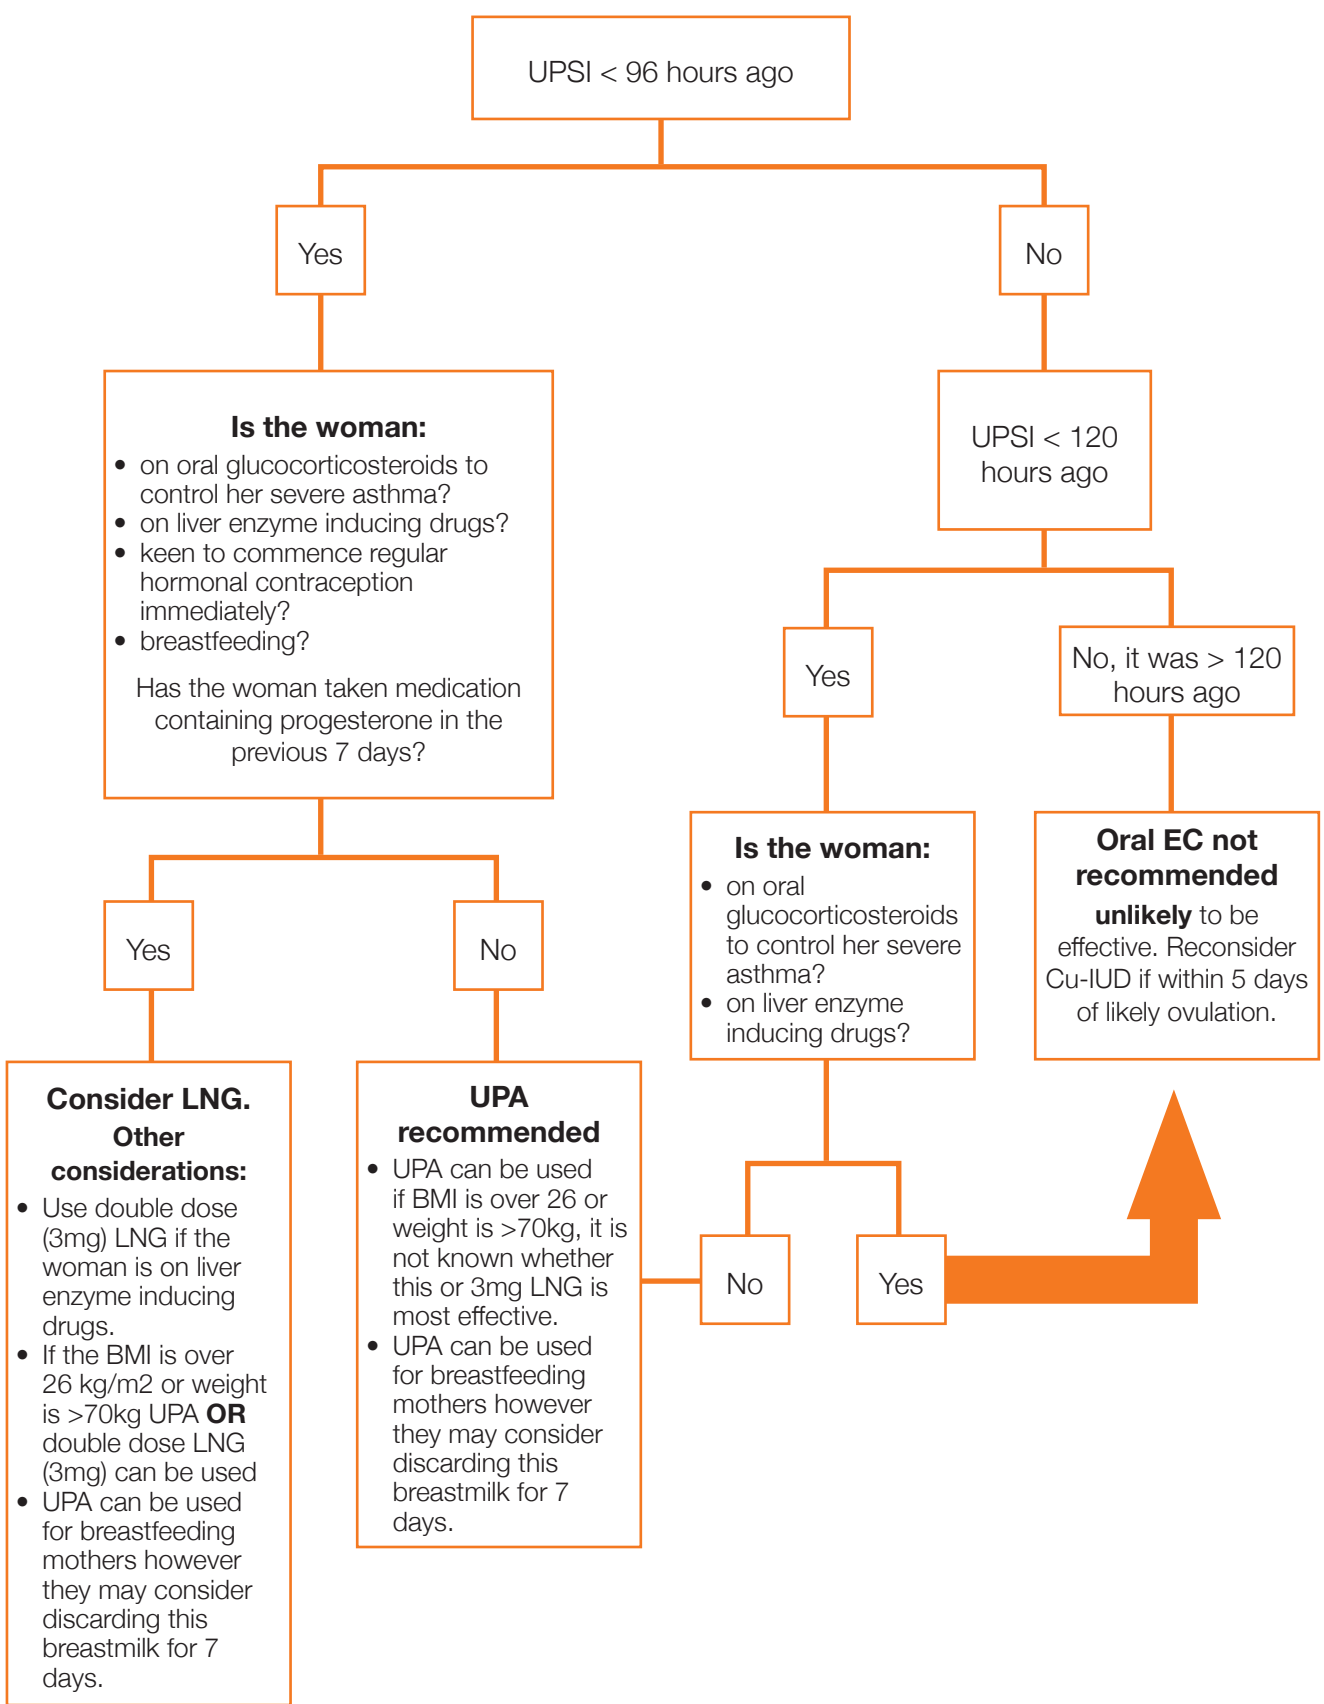 UPSI < 96 hours ago
Yes
No
Is the woman:
• on oral glucocorticosteroids to
control her severe asthma?
• on liver enzyme inducing drugs?
• keen to commence regular
hormonal contraception
immediately?
• breastfeeding?
Has the woman taken medication
containing progesterone in the
previous 7 days?
UPSI < 120
hours ago
Yes
No, it was > 120
hours ago
Yes
No
Is the woman:
• on oral
glucocorticosteroids
to control her severe
asthma?
• on liver enzyme
inducing drugs?
Oral EC not
recommended
unlikely to be
effective. Reconsider
Cu-IUD if within 5 days
of likely ovulation.
Consider LNG.
Other
considerations:
• Use double dose
(3mg) LNG if the
woman is on liver
enzyme inducing
drugs.
• If the BMI is over
26 kg/m2 or weight
is >70kg UPA OR
double dose LNG
(3mg) can be used
• UPA can be used
for breastfeeding
mothers however
they may consider
discarding this
breastmilk for 7
days.
UPA
recommended
• UPA can be used
if BMI is over 26 or
weight is >70kg, it is
not known whether
this or 3mg LNG is
most effective.
• UPA can be used
for breastfeeding
mothers however
they may consider
discarding this
breastmilk for 7
days.
No
Yes